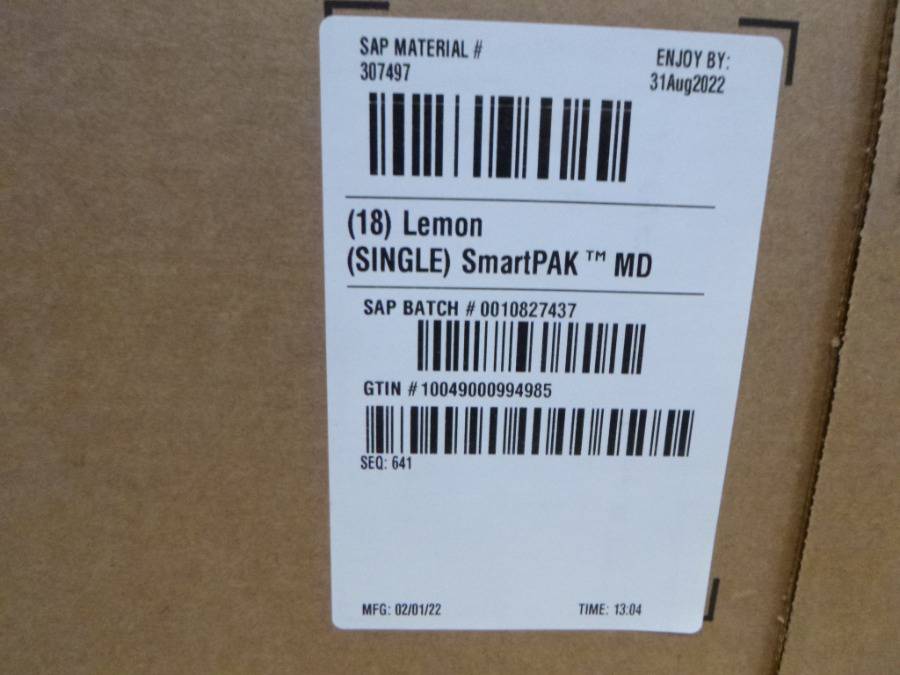 SAP MATERIAL #
307497
ENJOY BY:
31Aug2022
(18) Lemon
(SINGLE) SmartPAK™ MD
SAP BATCH # 0010827437
GTIN # 10049000994985
SEQ: 641
MFG: 02/01/22
TIME: 13:04